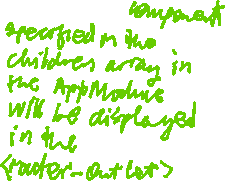 component
specified in the
children array in
the AppModule
will be displayed
in the
<router-outlet>